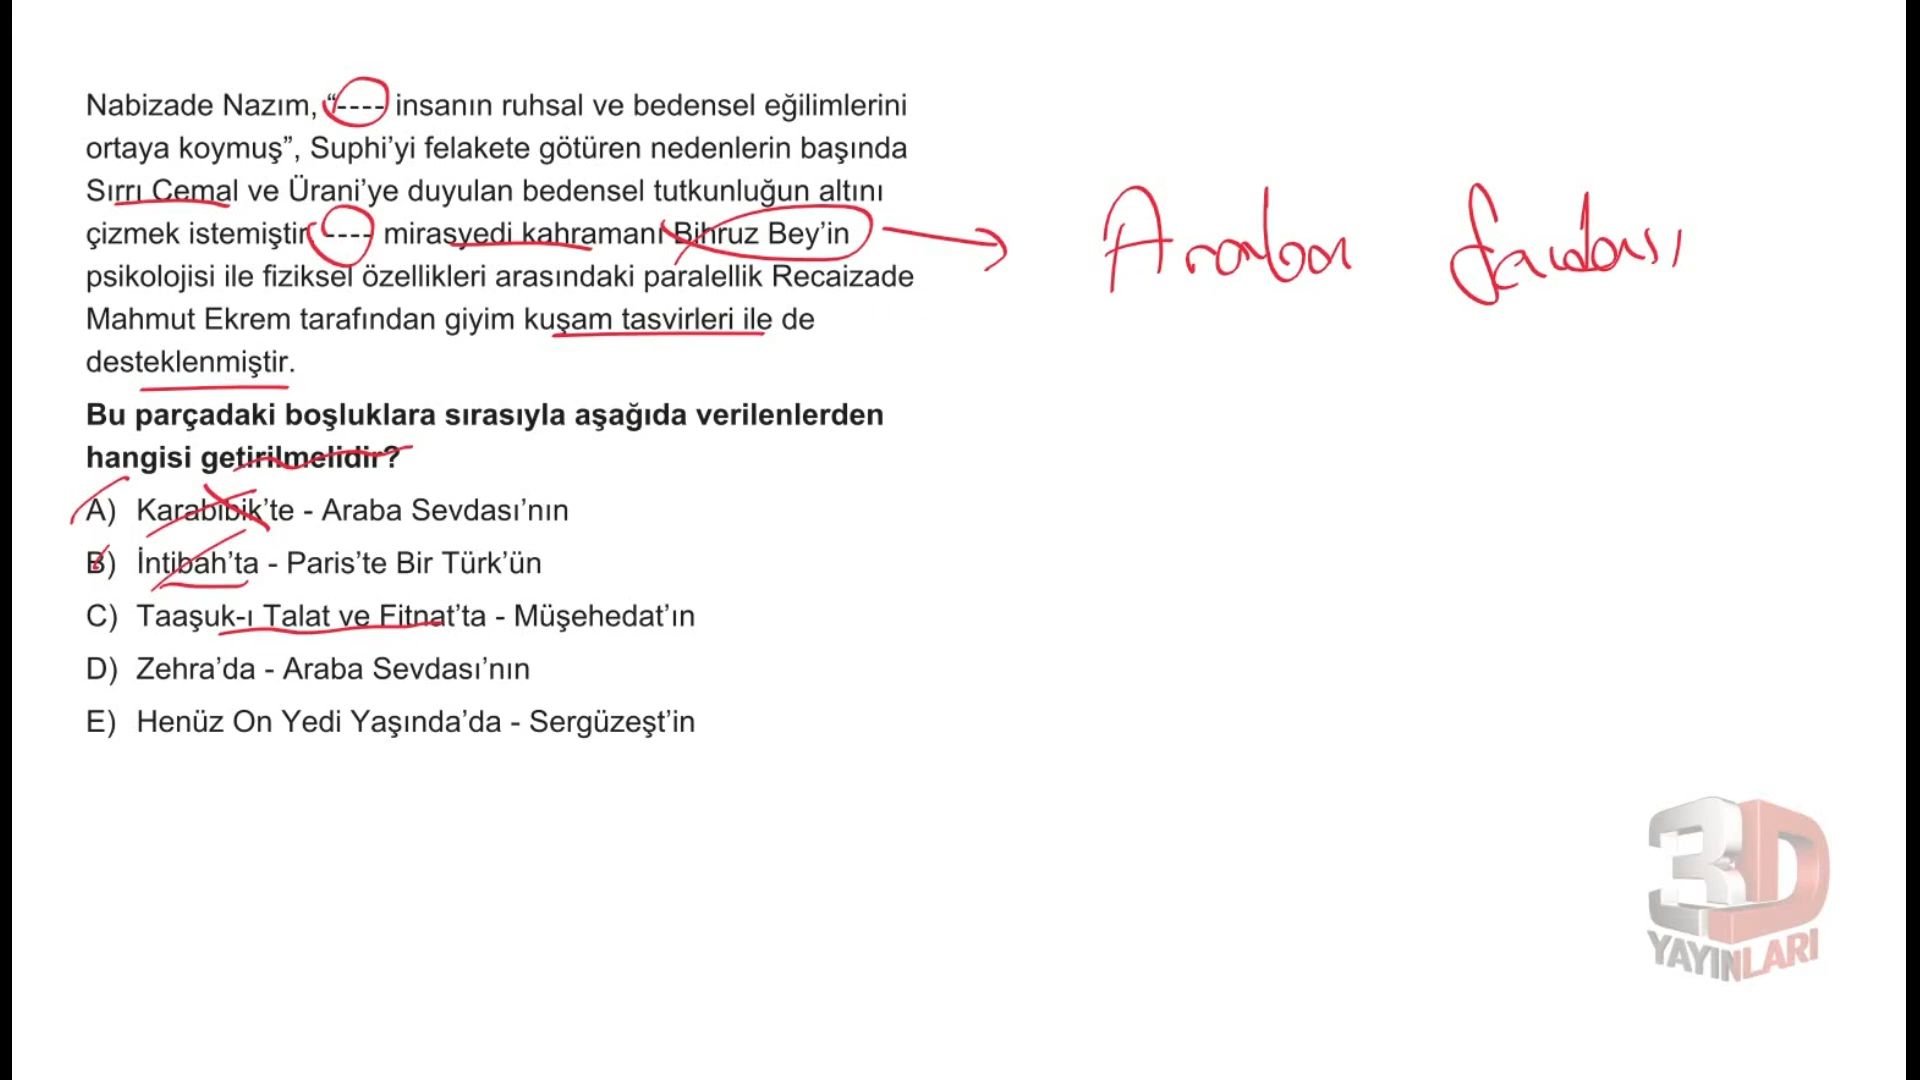 Nabizade Nazım, “---- insanın ruhsal ve bedensel eğilimlerini
ortaya koymuş”, Suphi’yi felakete götüren nedenlerin başında
Sırrı Cemal ve Ürani’ye duyulan bedensel tutkunluğun altını
çizmek istemiştir. ---- mirasyedi kahramanı Bihruz Bey’in
psikolojisi ile fiziksel özellikleri arasındaki paralellik Recaizade
Mahmut Ekrem tarafından giyim kuşam tasvirleri ile de
desteklenmiştir.
Araba Sevdası
Bu parçadaki boşluklara sırasıyla aşağıda verilenlerden
hangisi getirilmelidir?
A) Karabibik’te - Araba Sevdası’nın
B) İntibah’ta - Paris’te Bir Türk’ün
C) Taaşuk-ı Talat ve Fitnat’ta - Müşehedat’ın
D) Zehra’da - Araba Sevdası’nın
E) Henüz On Yedi Yaşında’da - Sergüzeşt’in
3D
YAYINLARI